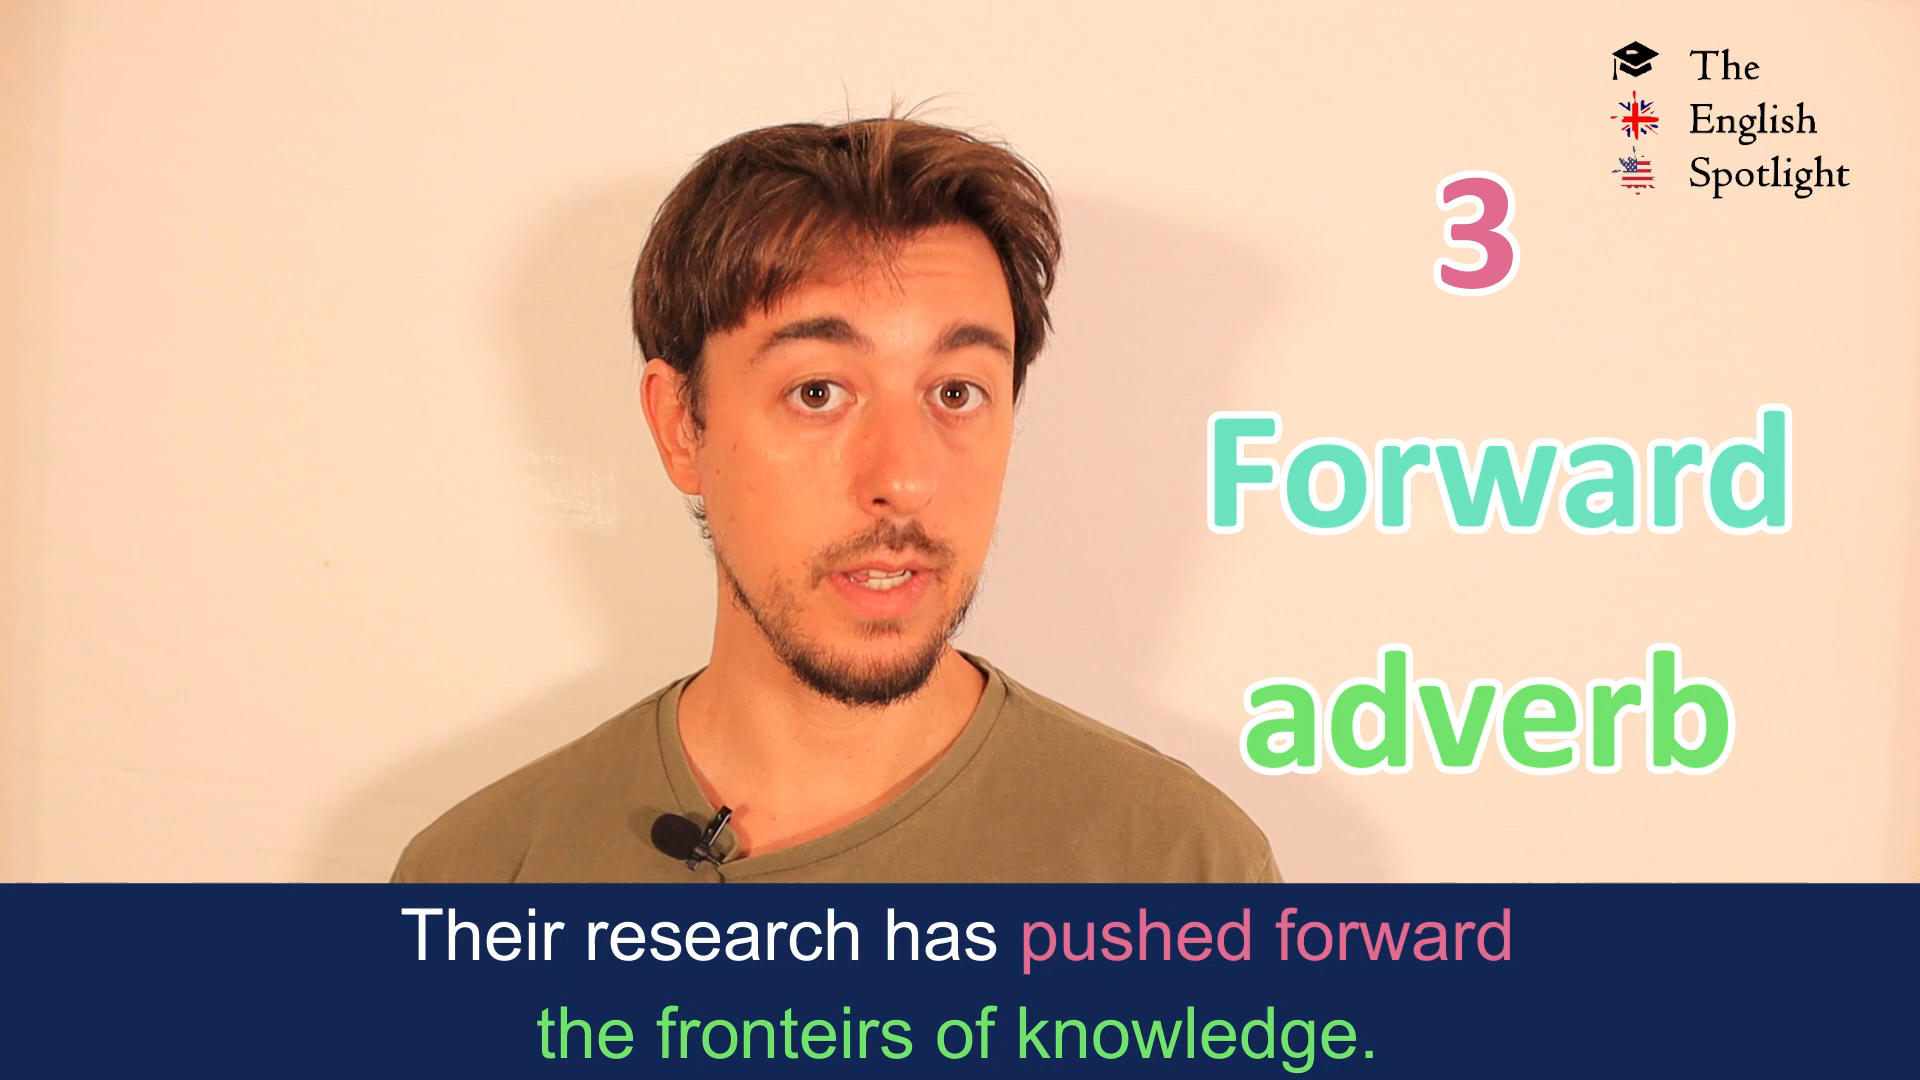 The
English
Spotlight
3
Forward
adverb
Their research has pushed forward
the fronteirs of knowledge.